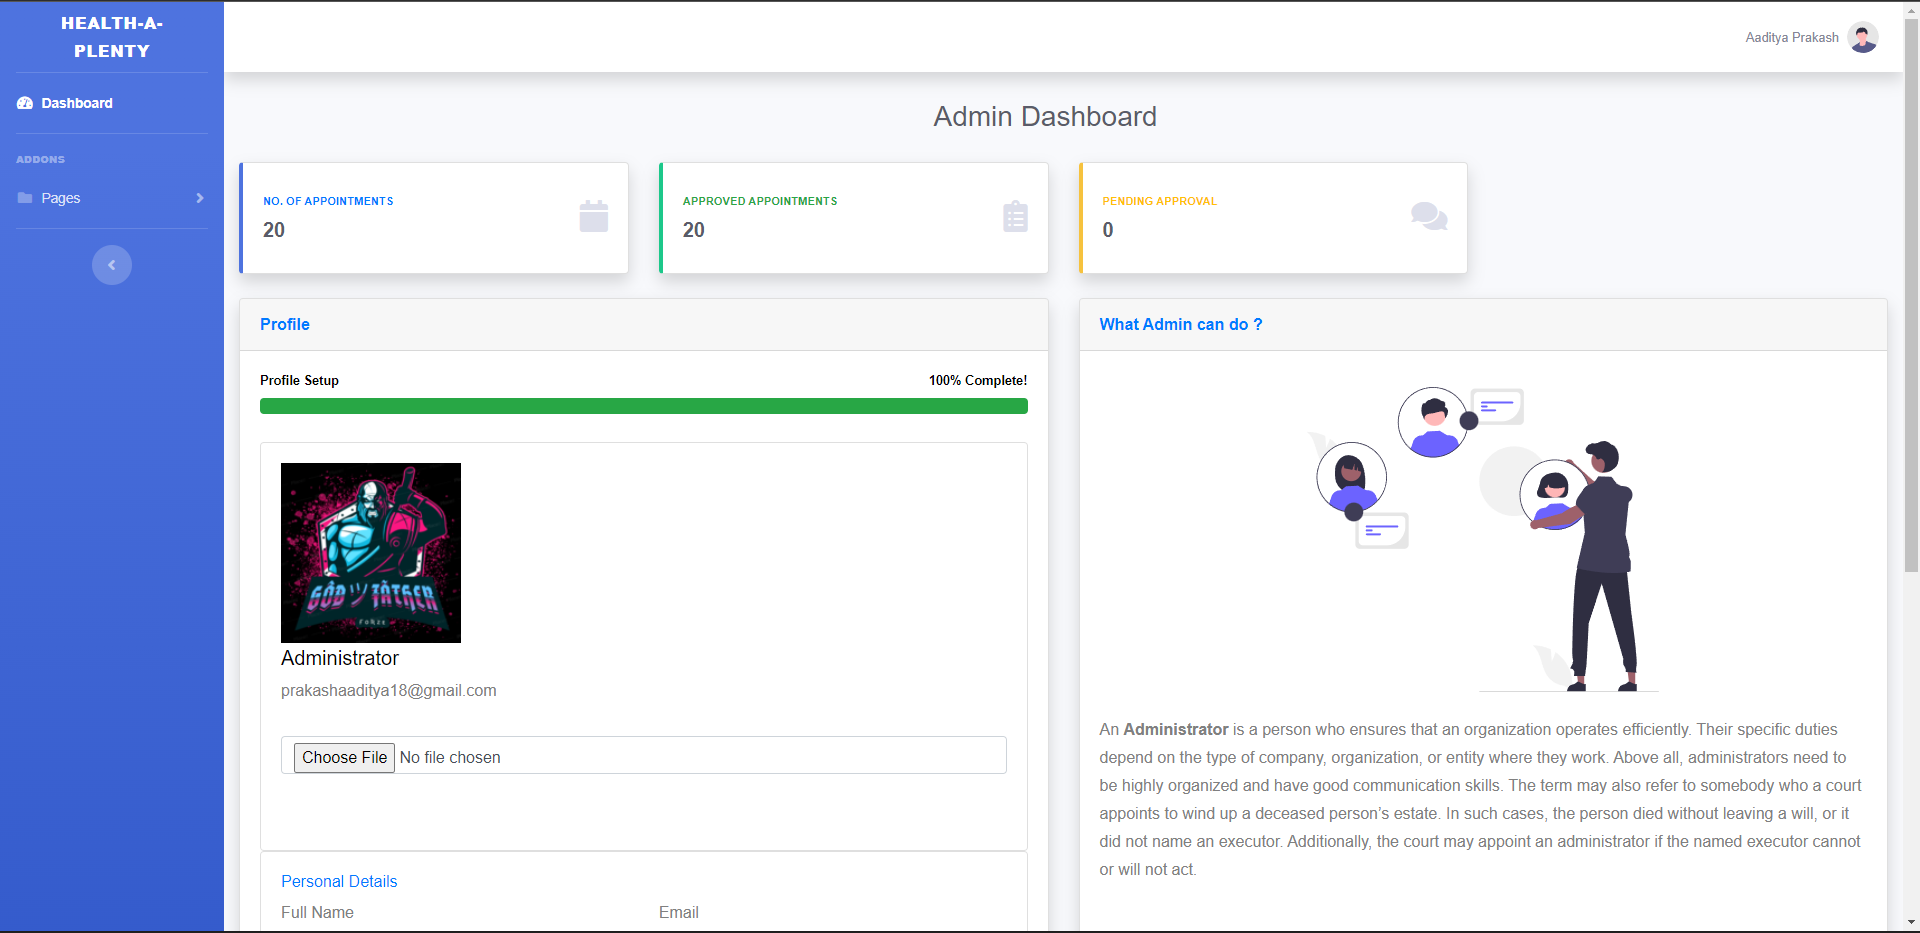 HEALTH-A-
PLENTY
Dashboard
ADDONS
Pages
Aaditya Prakash
Admin Dashboard
NO. OF APPOINTMENTS
20
APPROVED APPOINTMENTS
20
PENDING APPROVAL
0
Profile
Profile Setup
100% Complete!
GÔD ツ FÃTHER
Administrator
prakashaaditya18@gmail.com
Choose File No file chosen
Personal Details
Full Name
Email
What Admin can do ?
An Administrator is a person who ensures that an organization operates efficiently. Their specific duties
depend on the type of company, organization, or entity where they work. Above all, administrators need to
be highly organized and have good communication skills. The term may also refer to somebody who a court
appoints to wind up a deceased person’s estate. In such cases, the person died without leaving a will, or it
did not name an executor. Additionally, the court may appoint an administrator if the named executor cannot
or will not act.